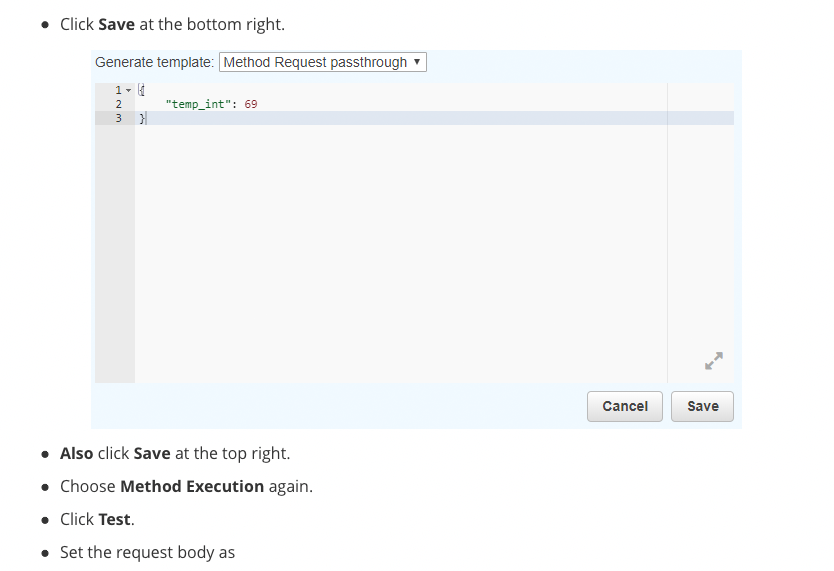 • Click Save at the bottom right.
Generate template: Method Request passthrough
1 {
2 "temp_int": 69
3 }
Cancel Save
• Also click Save at the top right.
• Choose Method Execution again.
• Click Test.
• Set the request body as